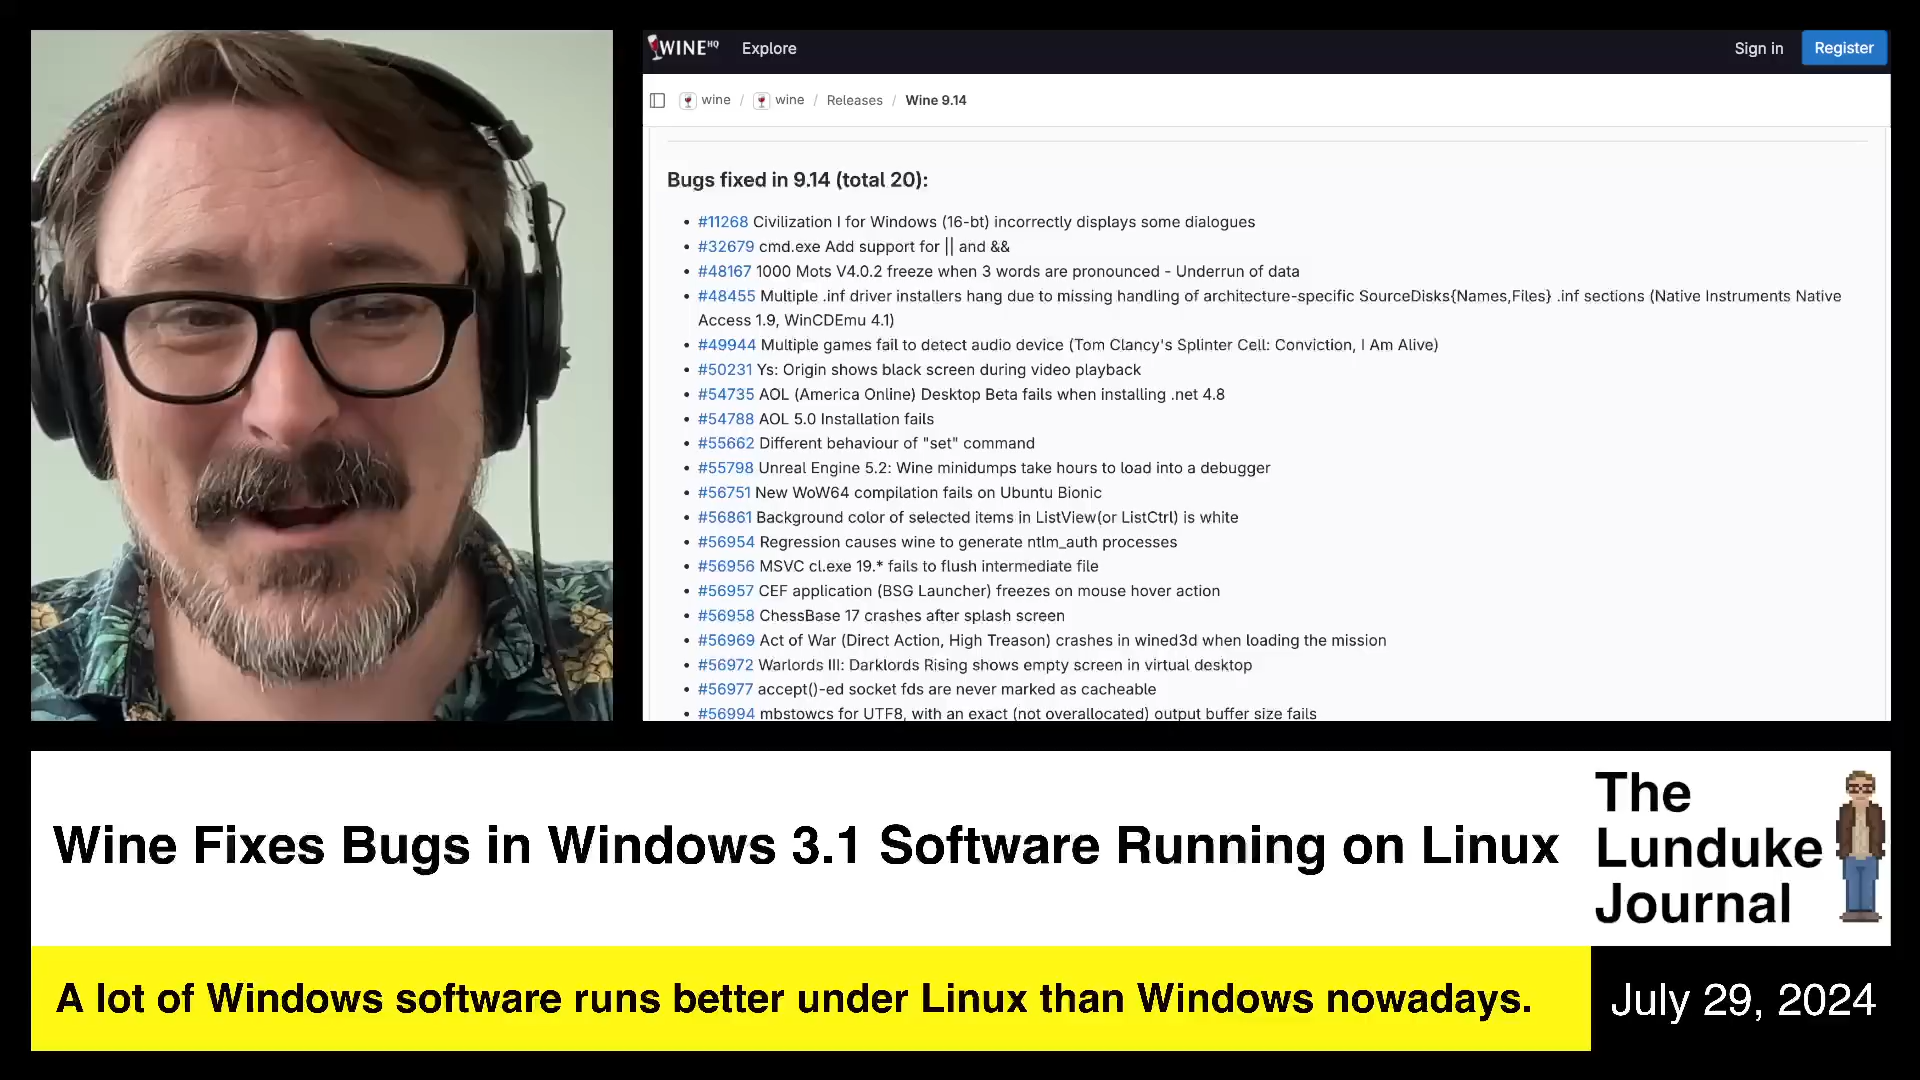 WINE HQ Explore Sign in Register
wine / wine / Releases / Wine 9.14
Bugs fixed in 9.14 (total 20):
• #11268 Civilization I for Windows (16-bt) incorrectly displays some dialogues
• #32679 cmd.exe Add support for || and &&
• #48167 1000 Mots V4.0.2 freeze when 3 words are pronounced - Underrun of data
• #48455 Multiple .inf driver installers hang due to missing handling of architecture-specific SourceDisks{Names,Files} .inf sections (Native Instruments Native
Access 1.9, WinCDEmu 4.1)
• #49944 Multiple games fail to detect audio device (Tom Clancy's Splinter Cell: Conviction, I Am Alive)
• #50231 Ys: Origin shows black screen during video playback
• #54735 AOL (America Online) Desktop Beta fails when installing .net 4.8
• #54788 AOL 5.0 Installation fails
• #55662 Different behaviour of "set" command
• #55798 Unreal Engine 5.2: Wine minidumps take hours to load into a debugger
• #56751 New WoW64 compilation fails on Ubuntu Bionic
• #56861 Background color of selected items in ListView(or ListCtrl) is white
• #56954 Regression causes wine to generate ntlm_auth processes
• #56956 MSVC cl.exe 19.* fails to flush intermediate file
• #56957 CEF application (BSG Launcher) freezes on mouse hover action
• #56958 ChessBase 17 crashes after splash screen
• #56969 Act of War (Direct Action, High Treason) crashes in wined3d when loading the mission
• #56972 Warlords III: Darklords Rising shows empty screen in virtual desktop
• #56977 accept()-ed socket fds are never marked as cacheable
• #56994 mbstowcs for UTF8, with an exact (not overallocated) output buffer size fails
Wine Fixes Bugs in Windows 3.1 Software Running on Linux
The
Lunduke
Journal
A lot of Windows software runs better under Linux than Windows nowadays.
July 29, 2024